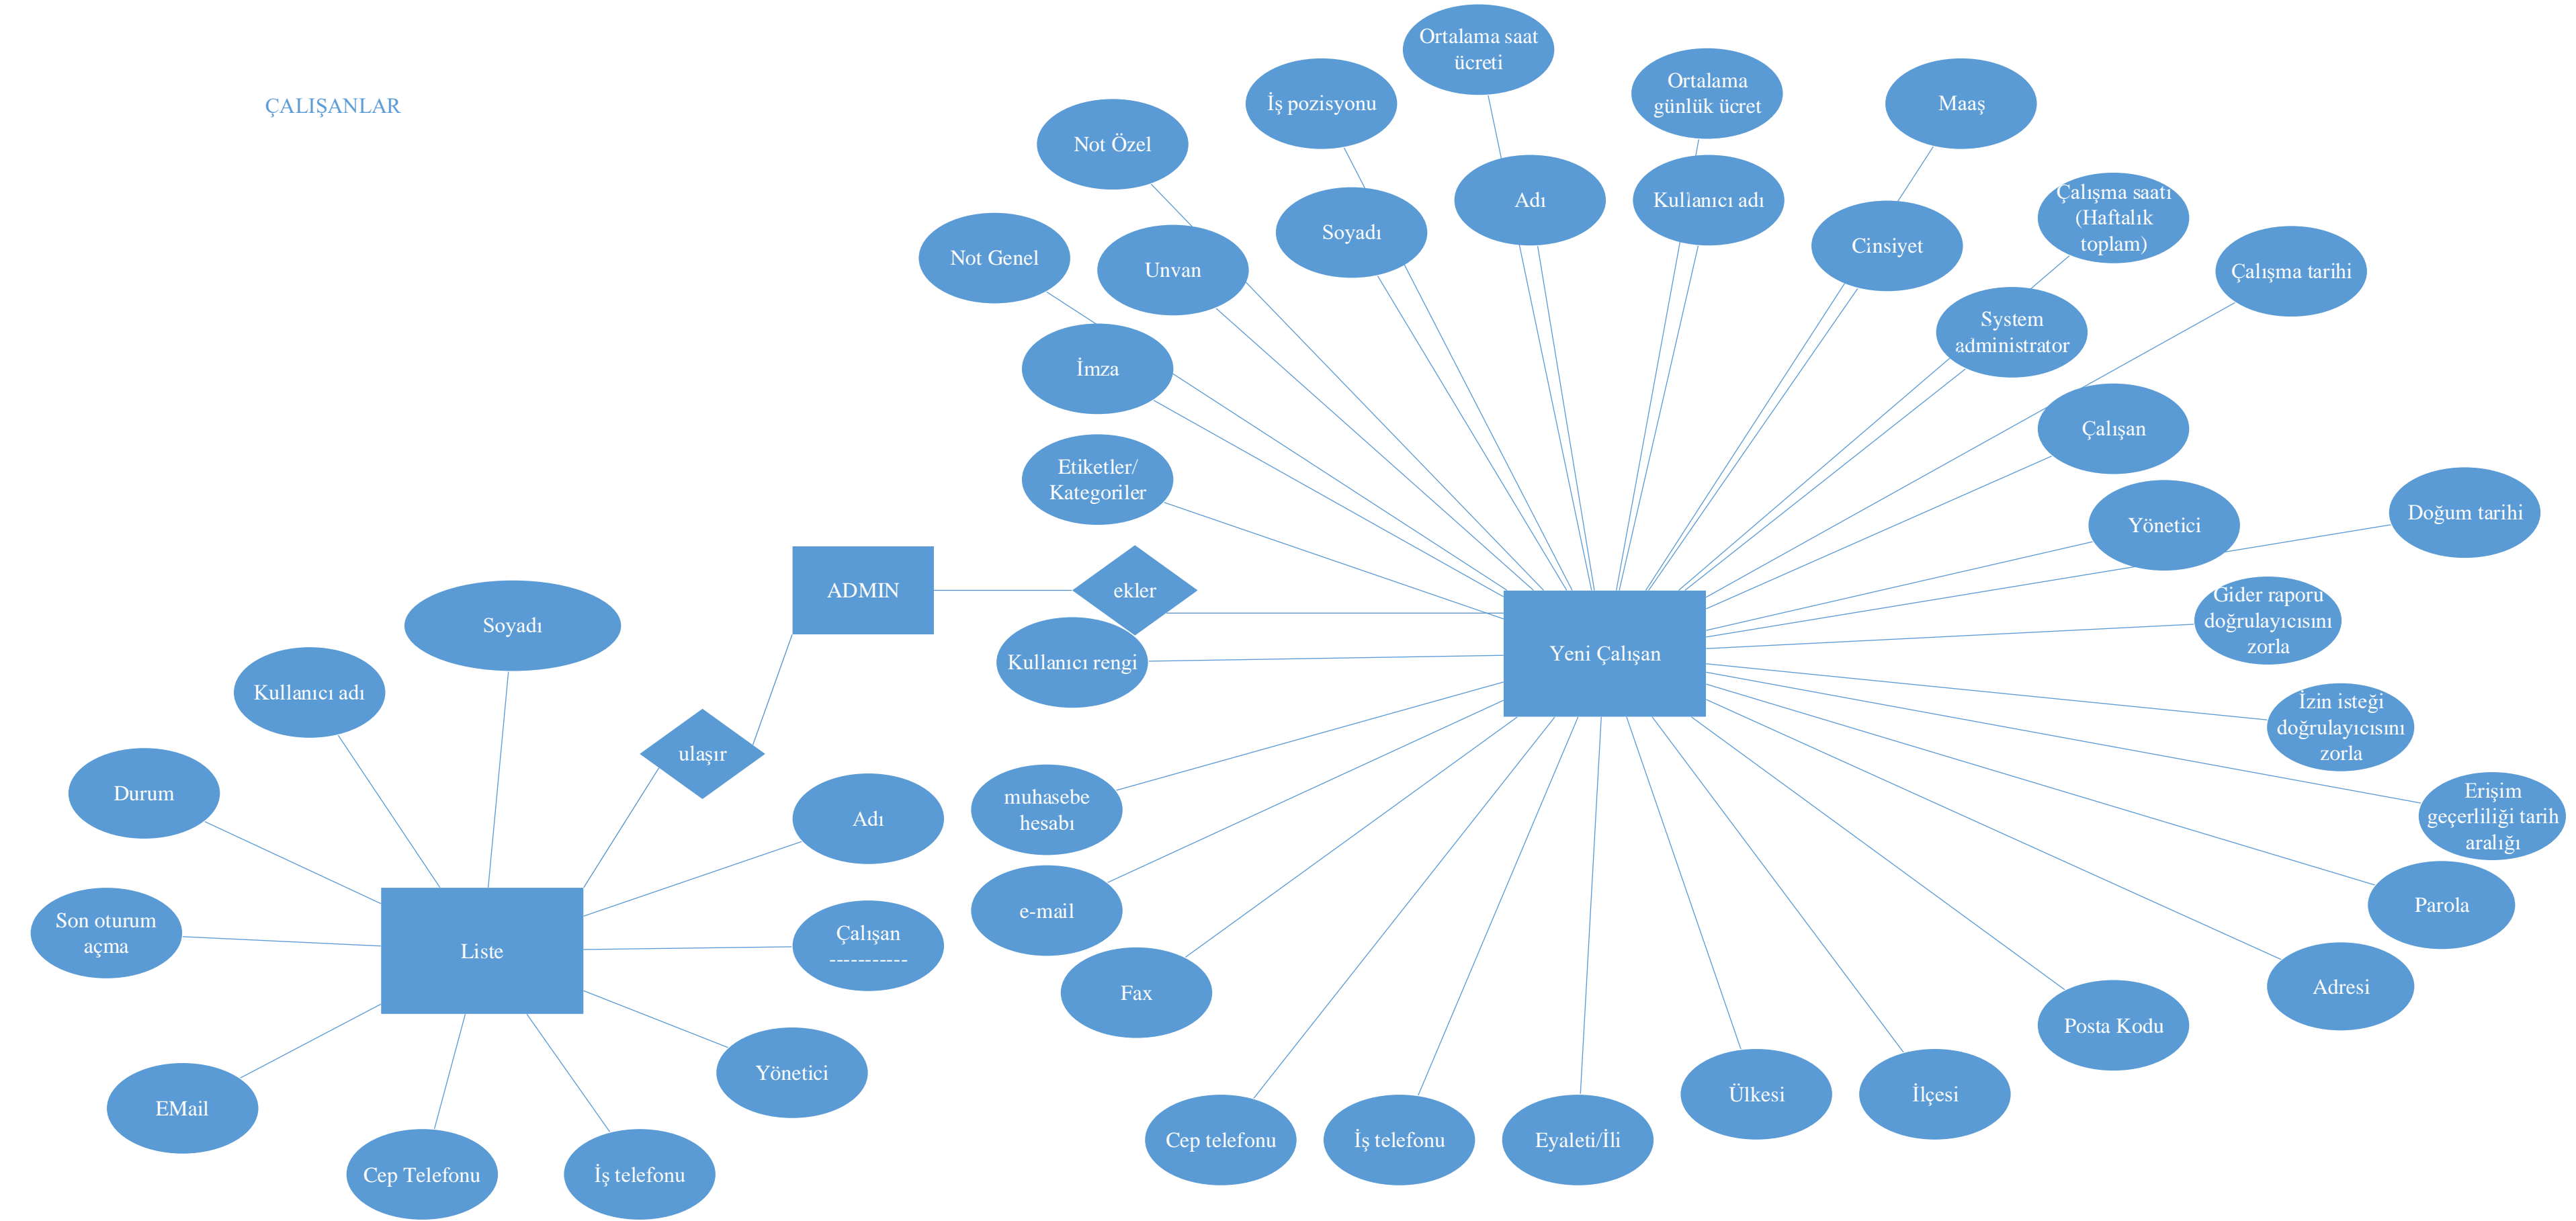 ÇALIŞANLAR
Ortalama saat
ücreti
İş pozisyonu
Ortalama
günlük ücret
Maaş
Not Özel
Adı
Kullanıcı adı
Soyadı
Cinsiyet
Çalışma saati
(Haftalık
toplam)
Not Genel
Unvan
Çalışma tarihi
System
administrator
İmza
Çalışan
Etiketler/
Kategoriler
Yönetici
Doğum tarihi
ADMIN
ekler
Gider raporu
doğrulayıcısını
zorla
Soyadı
Kullanıcı rengi
Yeni Çalışan
Kullanıcı adı
İzin isteği
doğrulayıcısını
zorla
ulaşır
Durum
Adı
muhasebe
hesabı
Erişim
geçerliliği tarih
aralığı
e-mail
Parola
Son oturum
açma
Liste
Çalışan
-----------
Fax
Adresi
Posta Kodu
Yönetici
EMail
Ülkesi
İlçesi
Cep telefonu
İş telefonu
Eyaleti/İli
Cep Telefonu
İş telefonu